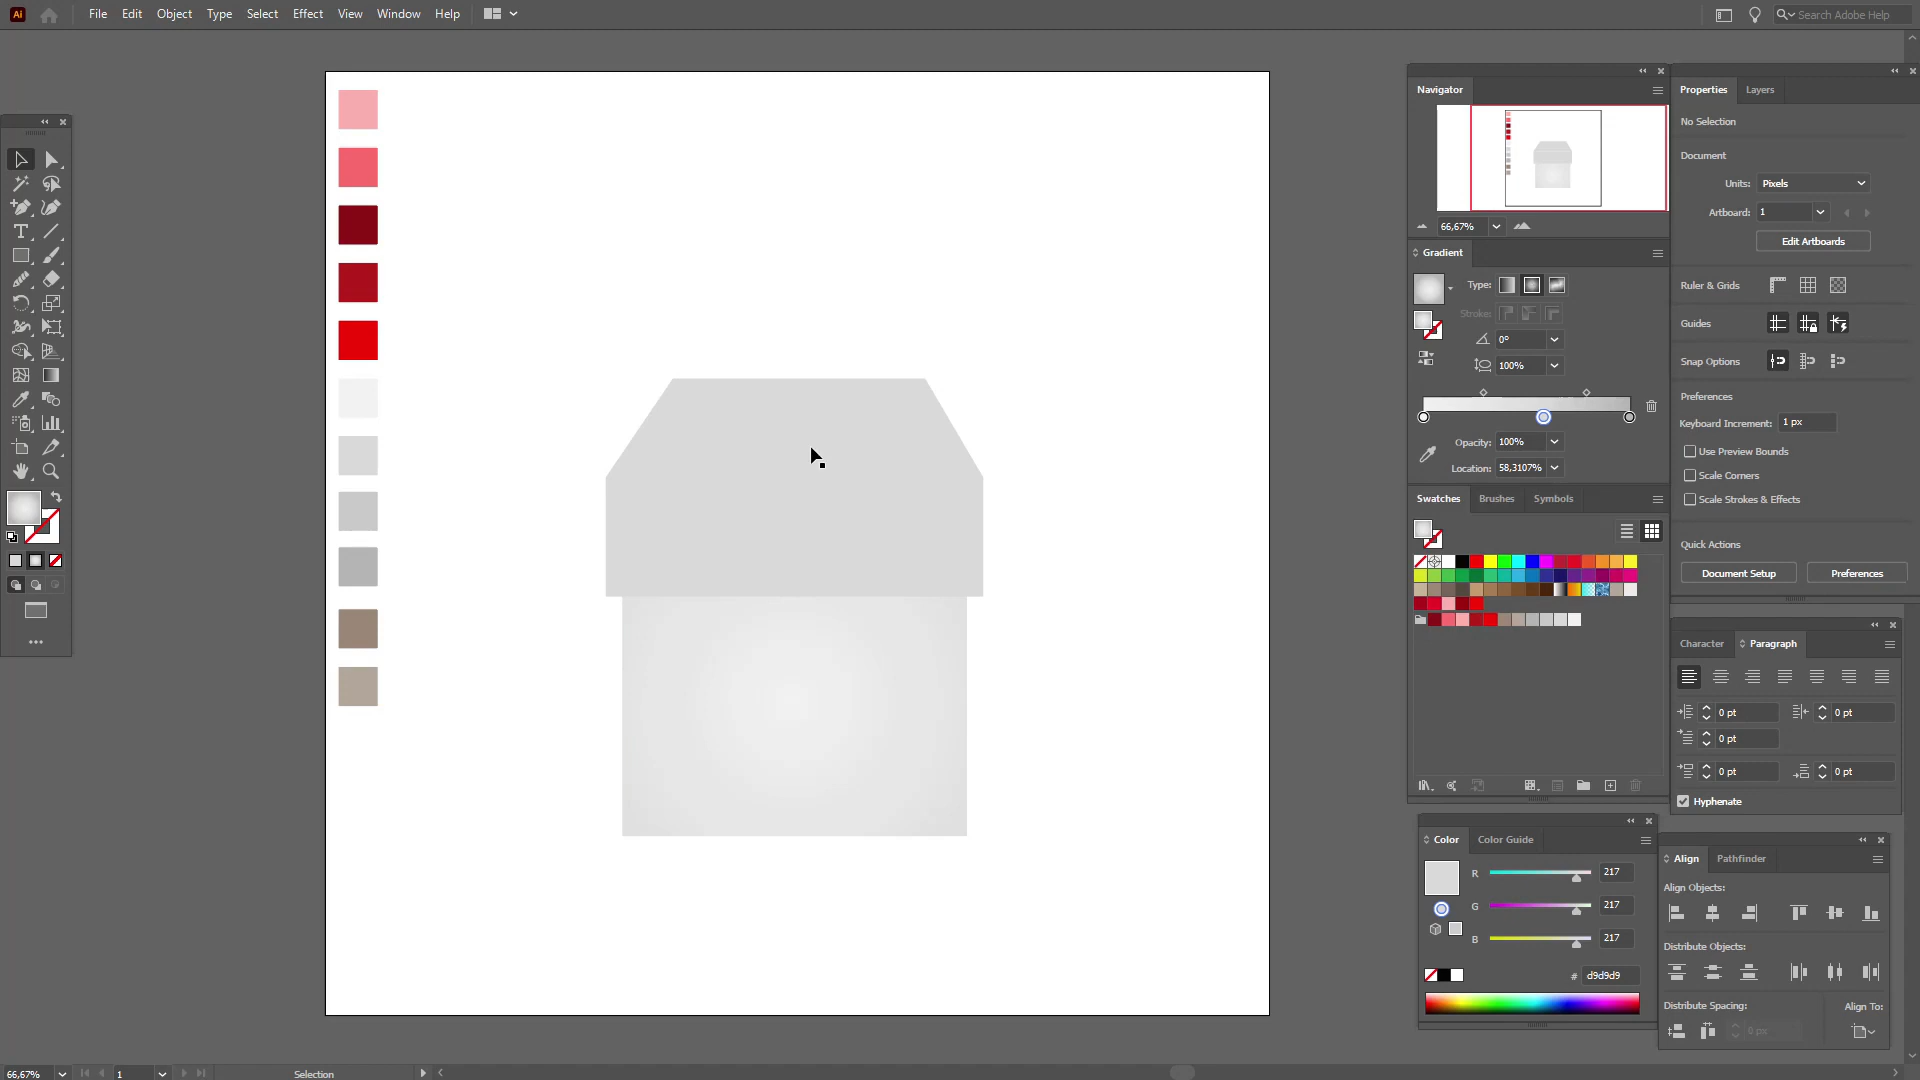 Ai
File Edit Object Type Select Effect View Window Help
Search Adobe Help
Navigator
66,67%
Gradient
Type:
Stroke:
0°
100%
Opacity: 100%
Location: 58,3107%
Swatches Brushes Symbols
Color Color Guide
R 217
G 217
B 217
# d9d9d9
Properties Layers
No Selection
Document
Units: Pixels
Artboard: 1
Edit Artboards
Ruler & Grids
Guides
Snap Options
Preferences
Keyboard Increment: 1 px
Use Preview Bounds
Scale Corners
Scale Strokes & Effects
Quick Actions
Document Setup Preferences
Character Paragraph
0 pt 0 pt
0 pt
0 pt 0 pt
Hyphenate
Align Pathfinder
Align Objects:
Distribute Objects:
Distribute Spacing: Align To:
0 px
66,67% 1 Selection